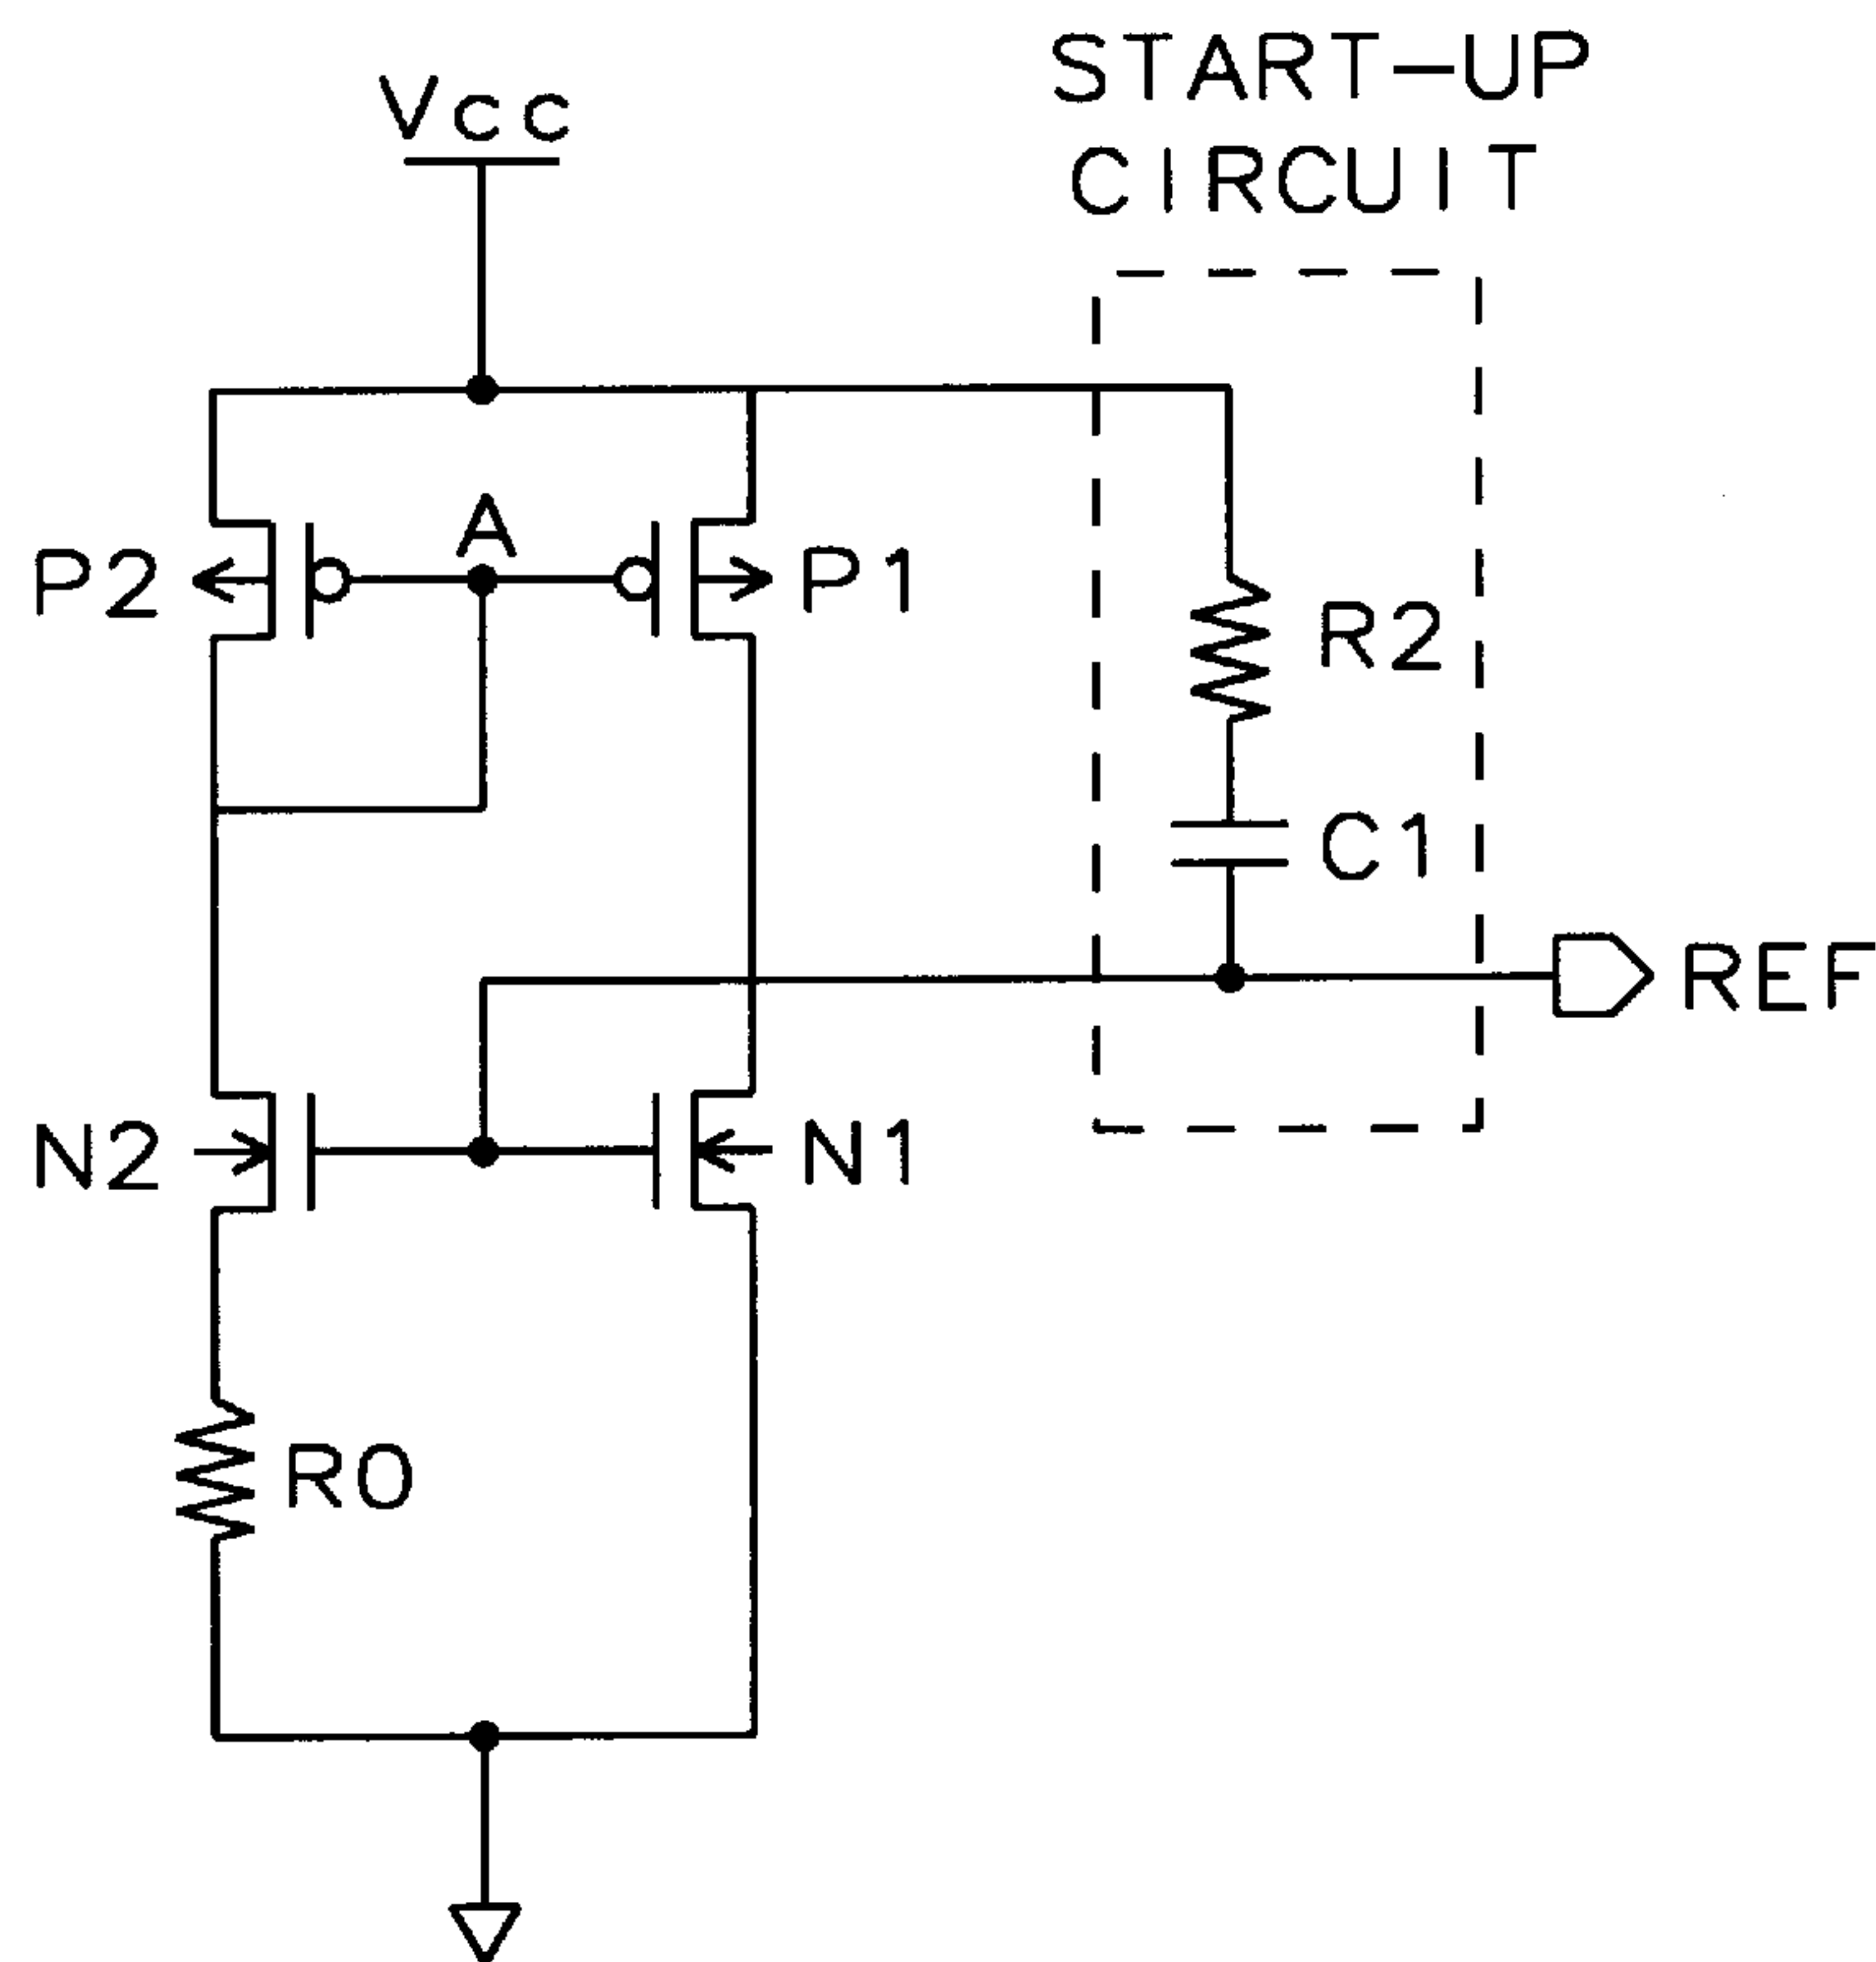 START-UP
CIRCUIT
Vcc
A
P2
P1
R2
C1
REF
N2
N1
R0